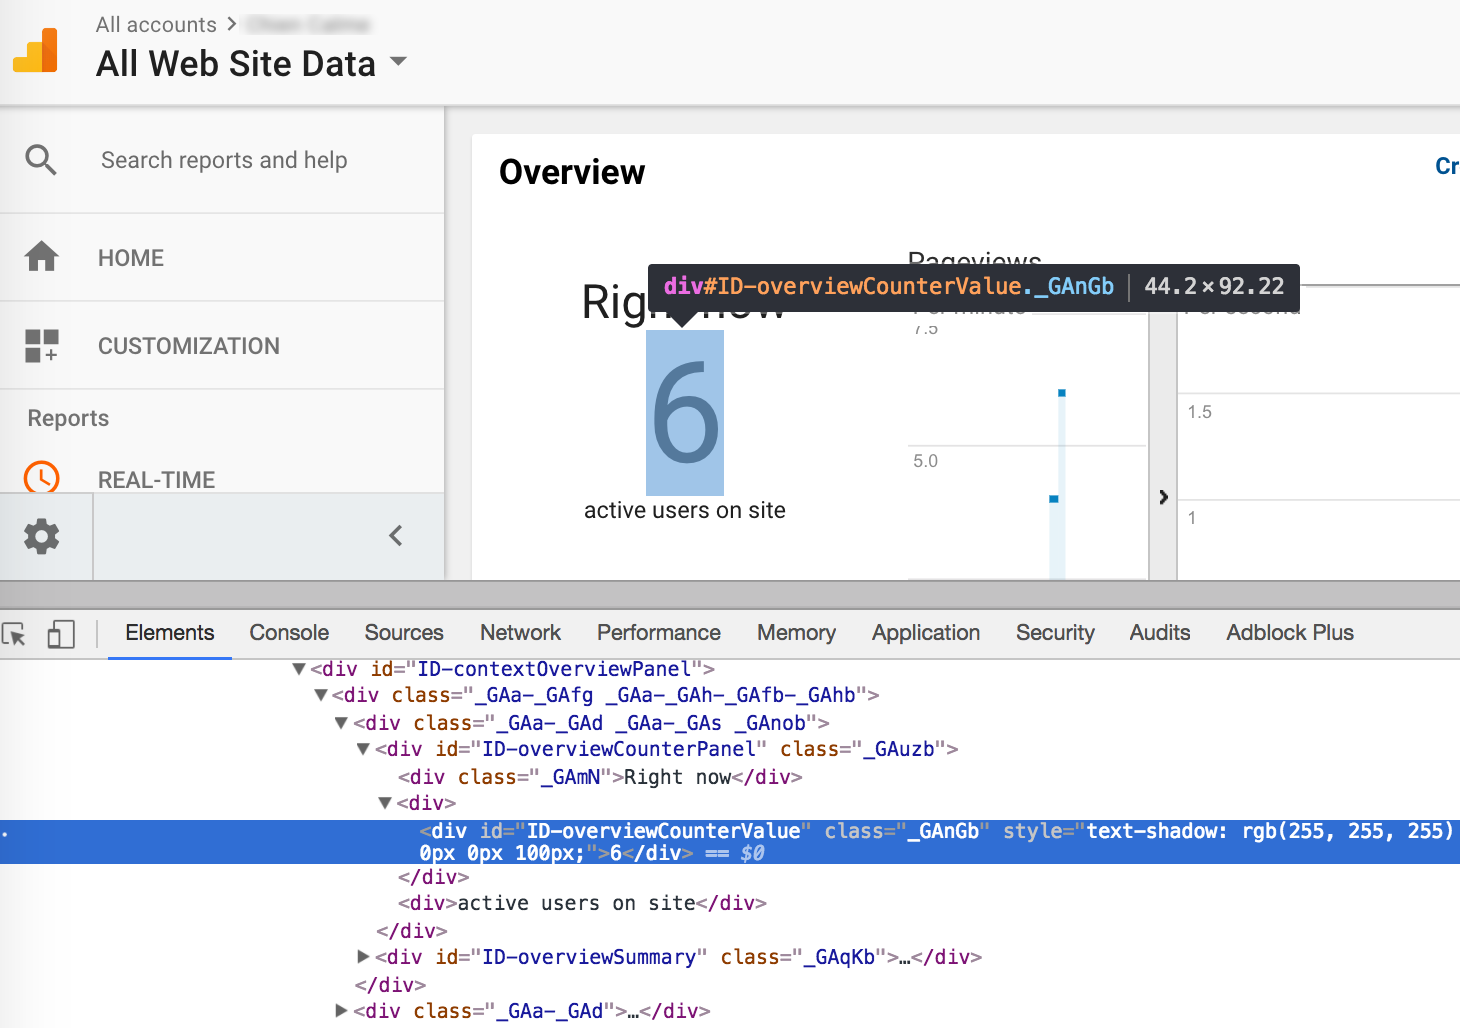 All accounts >
All Web Site Data
Search reports and help
HOME
CUSTOMIZATION
Reports
REAL-TIME
Overview
Cr
Pageviews
div#ID-overviewCounterValue._GAnGb | 44.2×92.22
Right now
Per minute
Per second
7.5
6
1.5
5.0
active users on site
1
Elements Console Sources Network Performance Memory Application Security Audits Adblock Plus
▼<div id="ID-contextOverviewPanel">
▼<div class="_GAa-_GAfg _GAa-_GAh-_GAfb-_GAhb">
▼<div class="_GAa-_GAd _GAa-_GAs _GAnob">
▼<div id="ID-overviewCounterPanel" class="_GAuzb">
<div class="_GAmN">Right now</div>
▼<div>
<div id="ID-overviewCounterValue" class="_GAnGb" style="text-shadow: rgb(255, 255, 255)
0px 0px 100px;">6</div> == $0
</div>
<div>active users on site</div>
</div>
▶<div id="ID-overviewSummary" class="_GAqKb">…</div>
</div>
▶<div class="_GAa-_GAd">…</div>